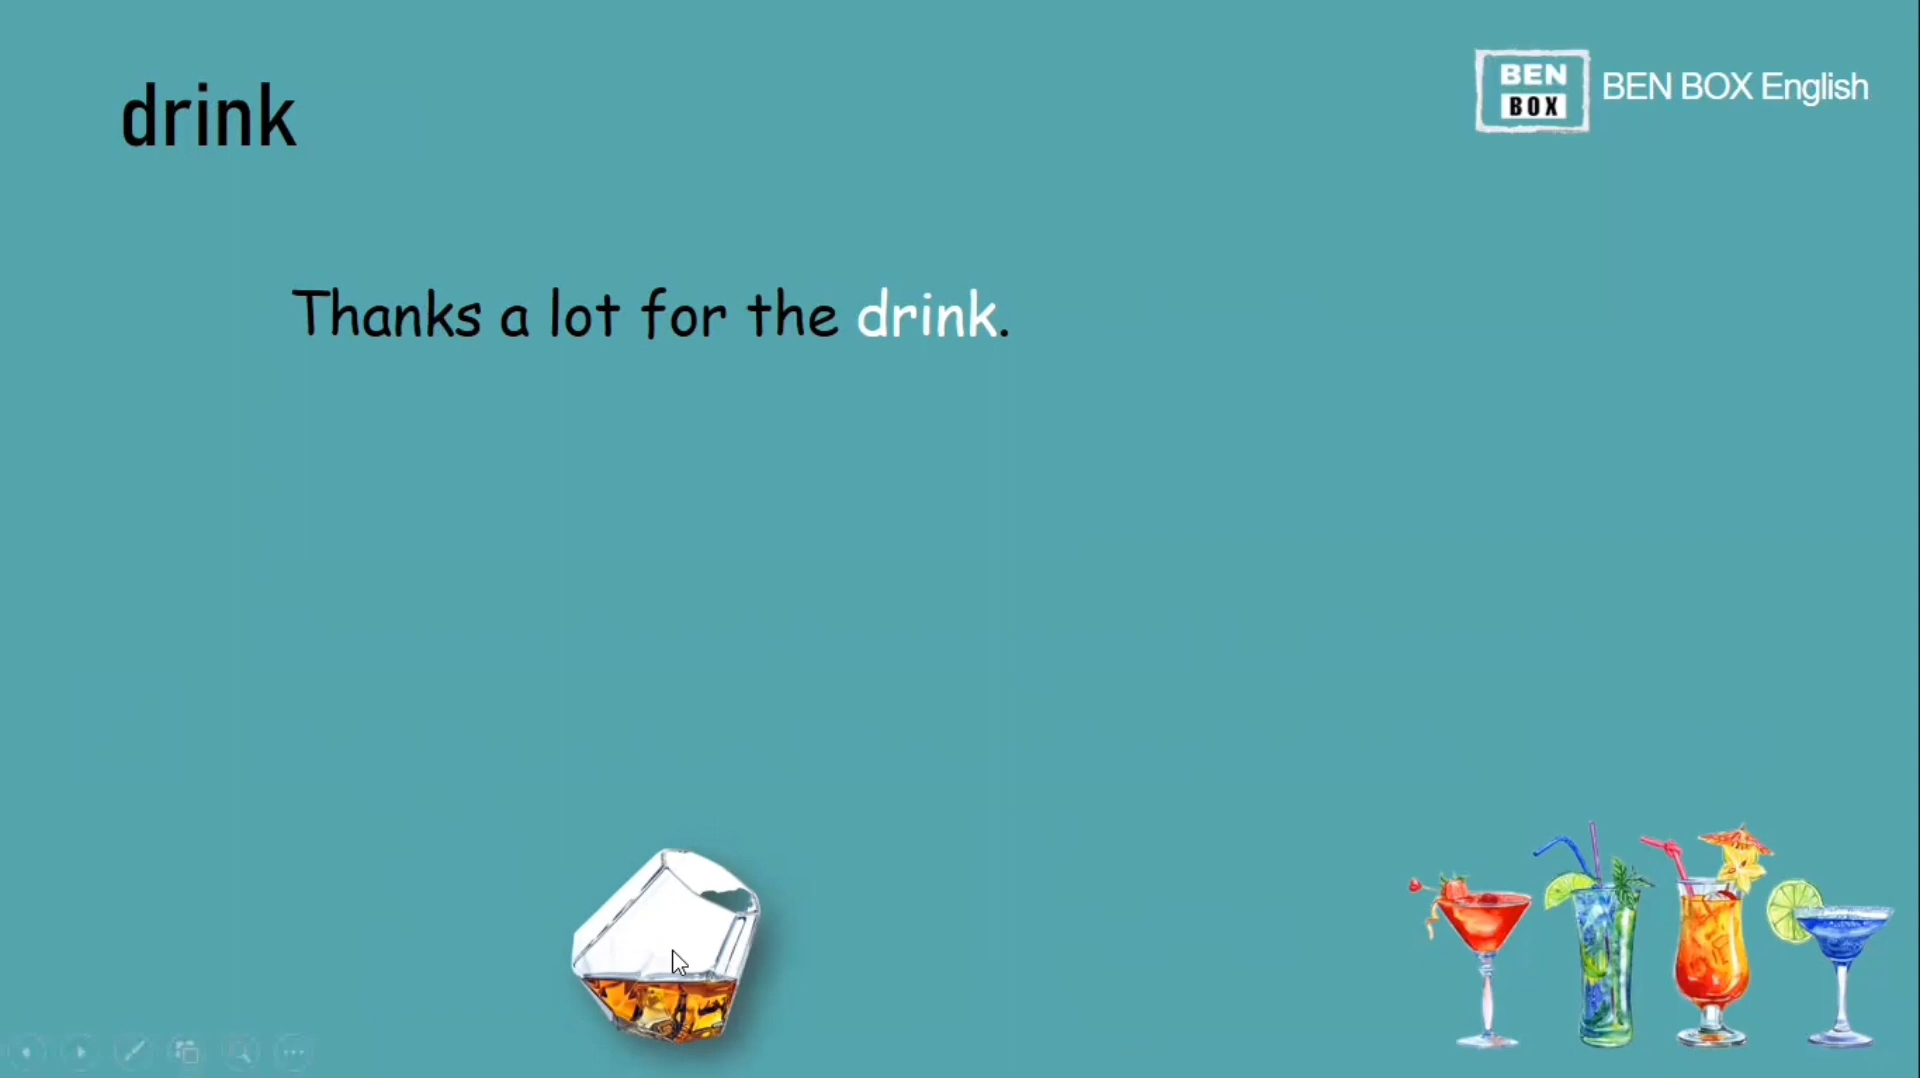 drink
BEN
BOX
BEN BOX English
Thanks a lot for the drink.